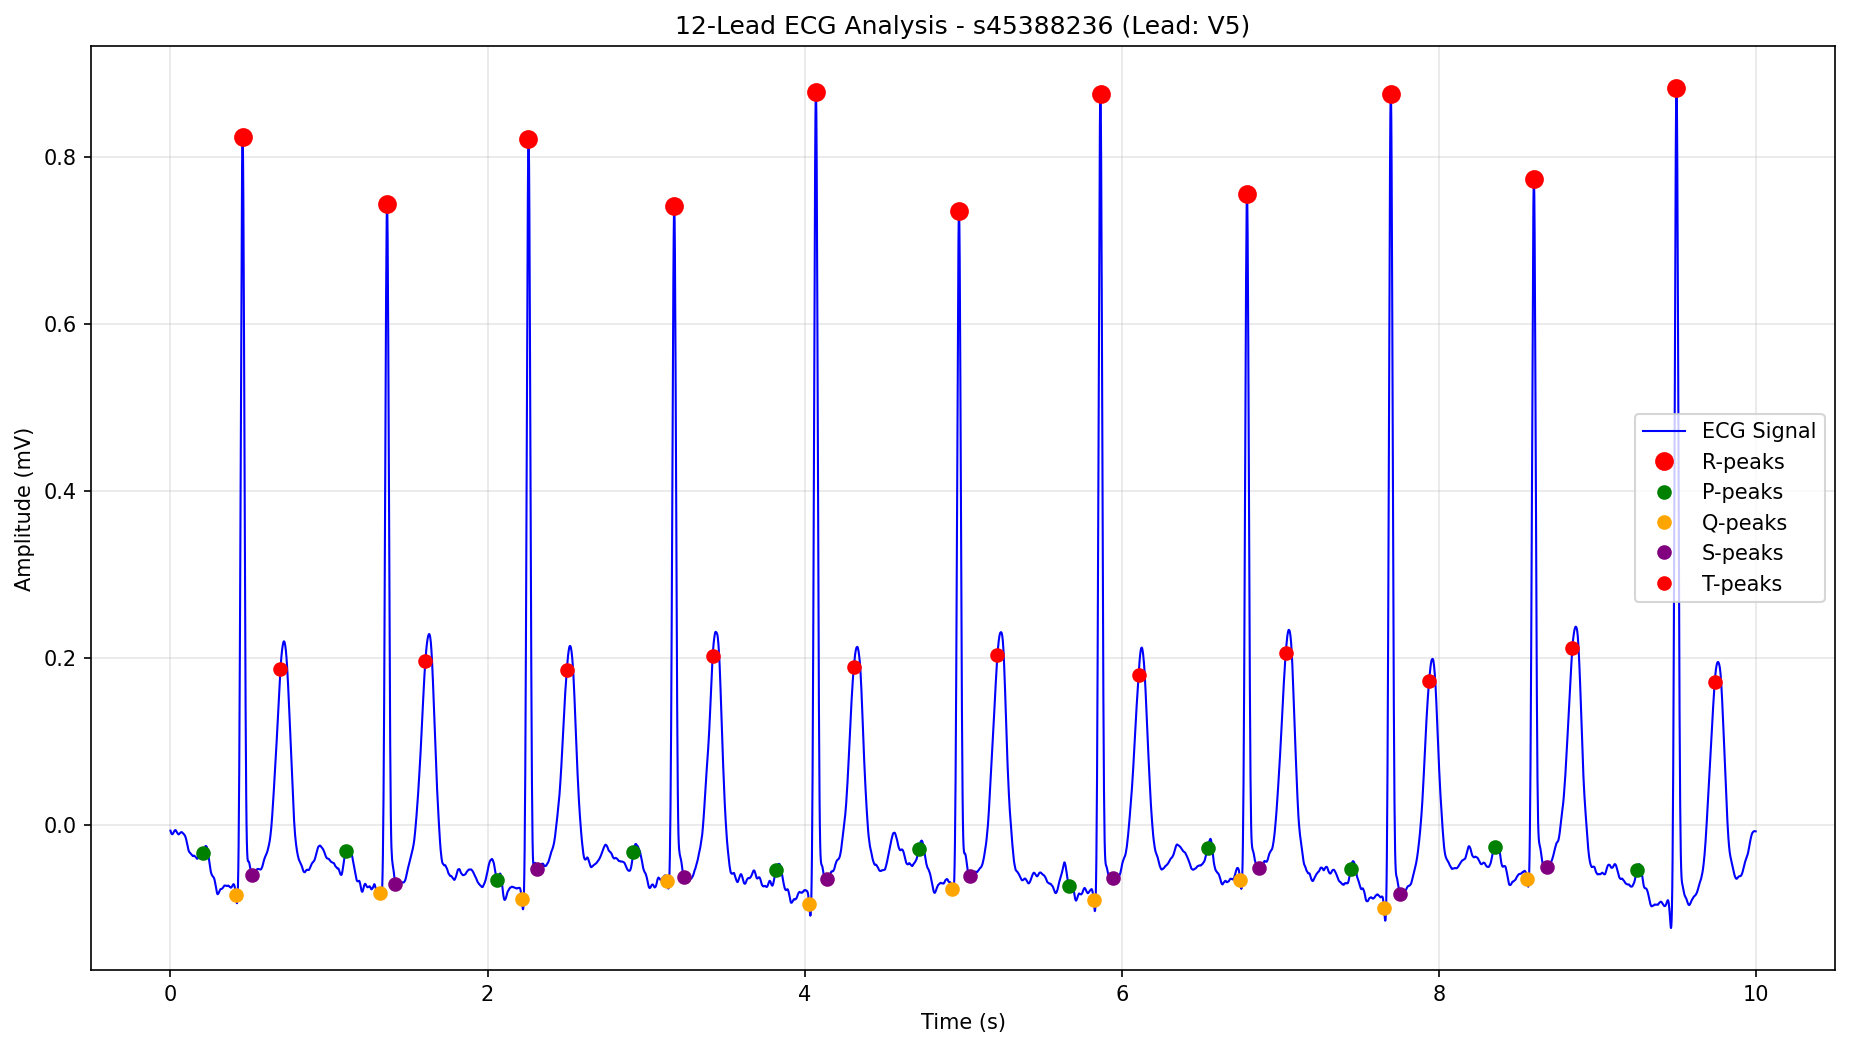 12-Lead ECG Analysis - s45388236 (Lead: V5)
Amplitude (mV)
0.8
0.6
0.4
0.2
0.0
ECG Signal
R-peaks
P-peaks
Q-peaks
S-peaks
T-peaks
0 2 4 6 8 10
Time (s)